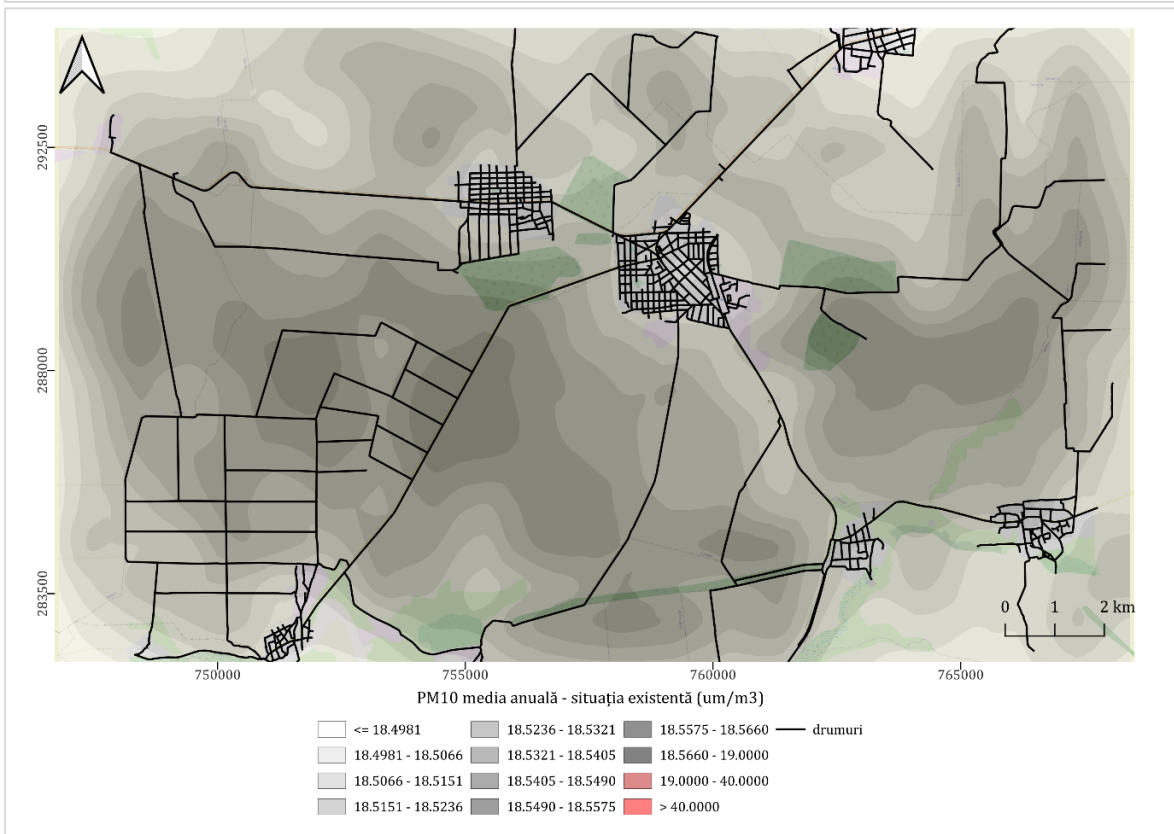 292500
288000
283500
0 1 2 km
750000 755000 760000 765000
PM10 media anuală - situația existentă (um/m3)
<= 18.4981 18.5236 - 18.5321 18.5575 - 18.5660 drumuri
18.4981 - 18.5066 18.5321 - 18.5405 18.5660 - 19.0000
18.5066 - 18.5151 18.5405 - 18.5490 19.0000 - 40.0000
18.5151 - 18.5236 18.5490 - 18.5575 > 40.0000